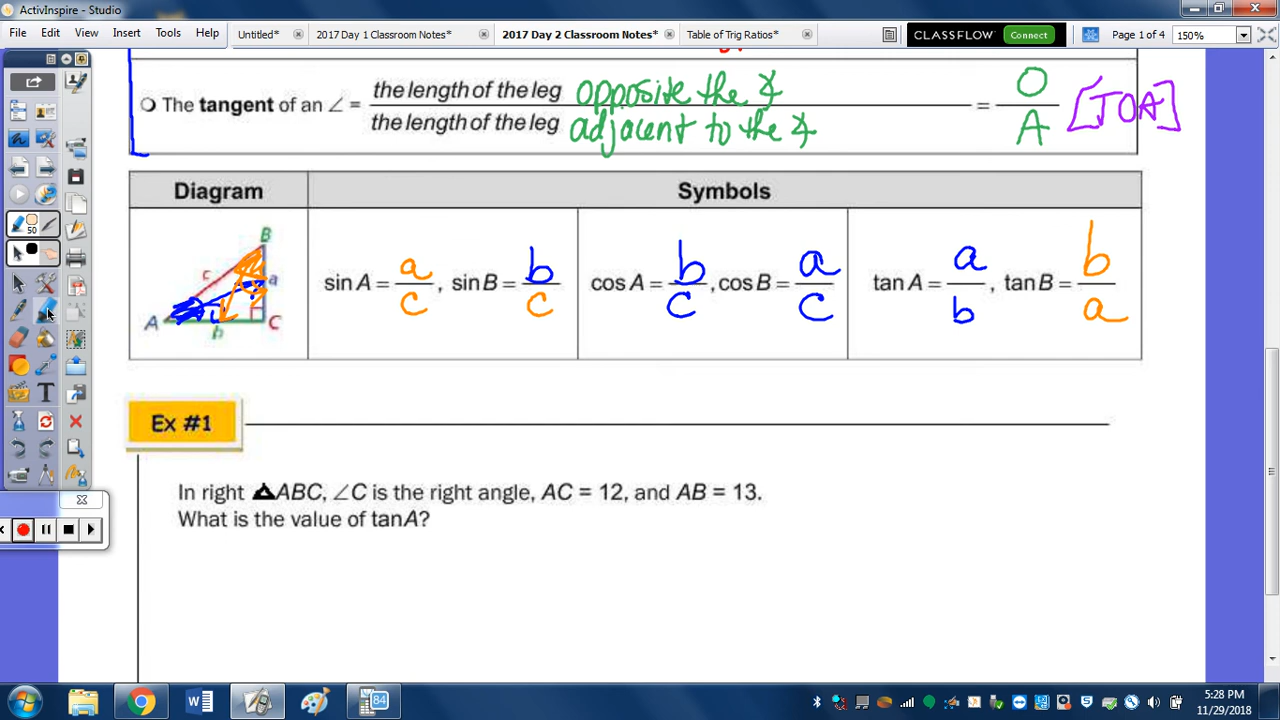 ActivInspire - Studio
File Edit View Insert Tools Help
Untitled*
2017 Day 1 Classroom Notes*
2017 Day 2 Classroom Notes*
Table of Trig Ratios*
CLASSFLOW Connect
Page 1 of 4
150%
The tangent of an ∠ = the length of the leg opposite the ∡ = O [TOA]
the length of the leg adjacent to the ∡ A
Diagram Symbols
B
c a
A b C
sin A = a/c, sin B = b/c
cos A = b/c, cos B = a/c
tan A = a/b, tan B = b/a
50
Ex #1
In right △ABC, ∠C is the right angle, AC = 12, and AB = 13.
What is the value of tan A?
84
5:28 PM
11/29/2018